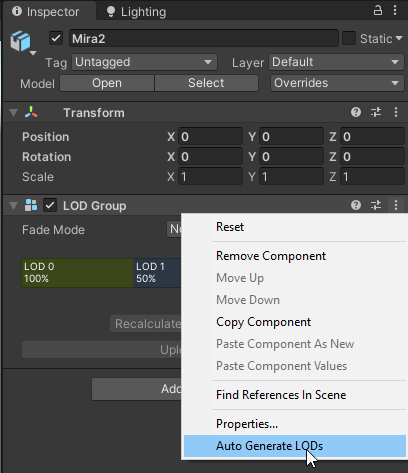 Inspector
Lighting
Mira2
Static
Tag Untagged Layer Default
Model Open Select Overrides
Transform
Position X 0 Y 0 Z 0
Rotation X 0 Y 0 Z 0
Scale X 1 Y 1 Z 1
LOD Group
Fade Mode
LOD 0
100%
LOD 1
50%
Recalculate
Uplo
Add
Reset
Remove Component
Move Up
Move Down
Copy Component
Paste Component As New
Paste Component Values
Find References In Scene
Properties...
Auto Generate LODs